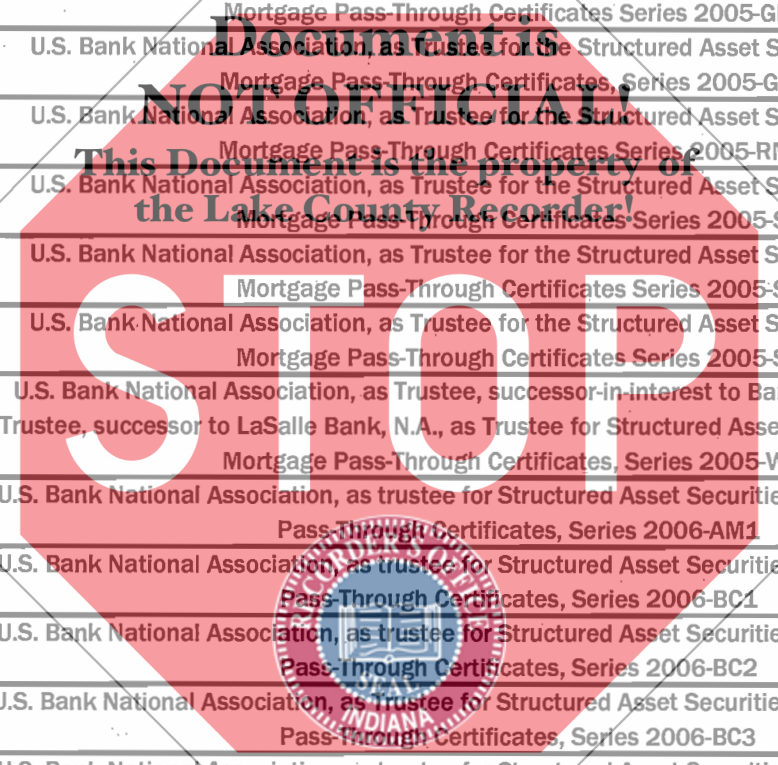 Mortgage Pass-Through Certificates Series 2005-G
Document is
U.S. Bank National Association, as Trustee for the Structured Asset S
Mortgage Pass-Through Certificates, Series 2005-G
NOT OFFICIAL!
U.S. Bank National Association, as Trustee for the Structured Asset S
Mortgage Pass-Through Certificates Series 2005-R
This Document is the property of
U.S. Bank National Association, as Trustee for the Structured Asset S
the Lake County Recorder!
Mortgage Pass-Through Certificates Series 2005-S
U.S. Bank National Association, as Trustee for the Structured Asset S
Mortgage Pass-Through Certificates Series 2005-S
STOP
U.S. Bank National Association, as Trustee for the Structured Asset S
Mortgage Pass-Through Certificates Series 2005-S
U.S. Bank National Association, as Trustee, successor-in-interest to Ba
Trustee, successor to LaSalle Bank, N.A., as Trustee for Structured Asse
Mortgage Pass-Through Certificates, Series 2005-W
U.S. Bank National Association, as trustee for Structured Asset Securitie
Pass-Through Certificates, Series 2006-AM1
RECORDER'S OFFICE
U.S. Bank National Association, as trustee for Structured Asset Securitie
Pass-Through Certificates, Series 2006-BC1
U.S. Bank National Association, as trustee for Structured Asset Securitie
Pass-Through Certificates, Series 2006-BC2
SEAL
U.S. Bank National Association, as Trustee for Structured Asset Securitie
INDIANA
Pass-Through Certificates, Series 2006-BC3